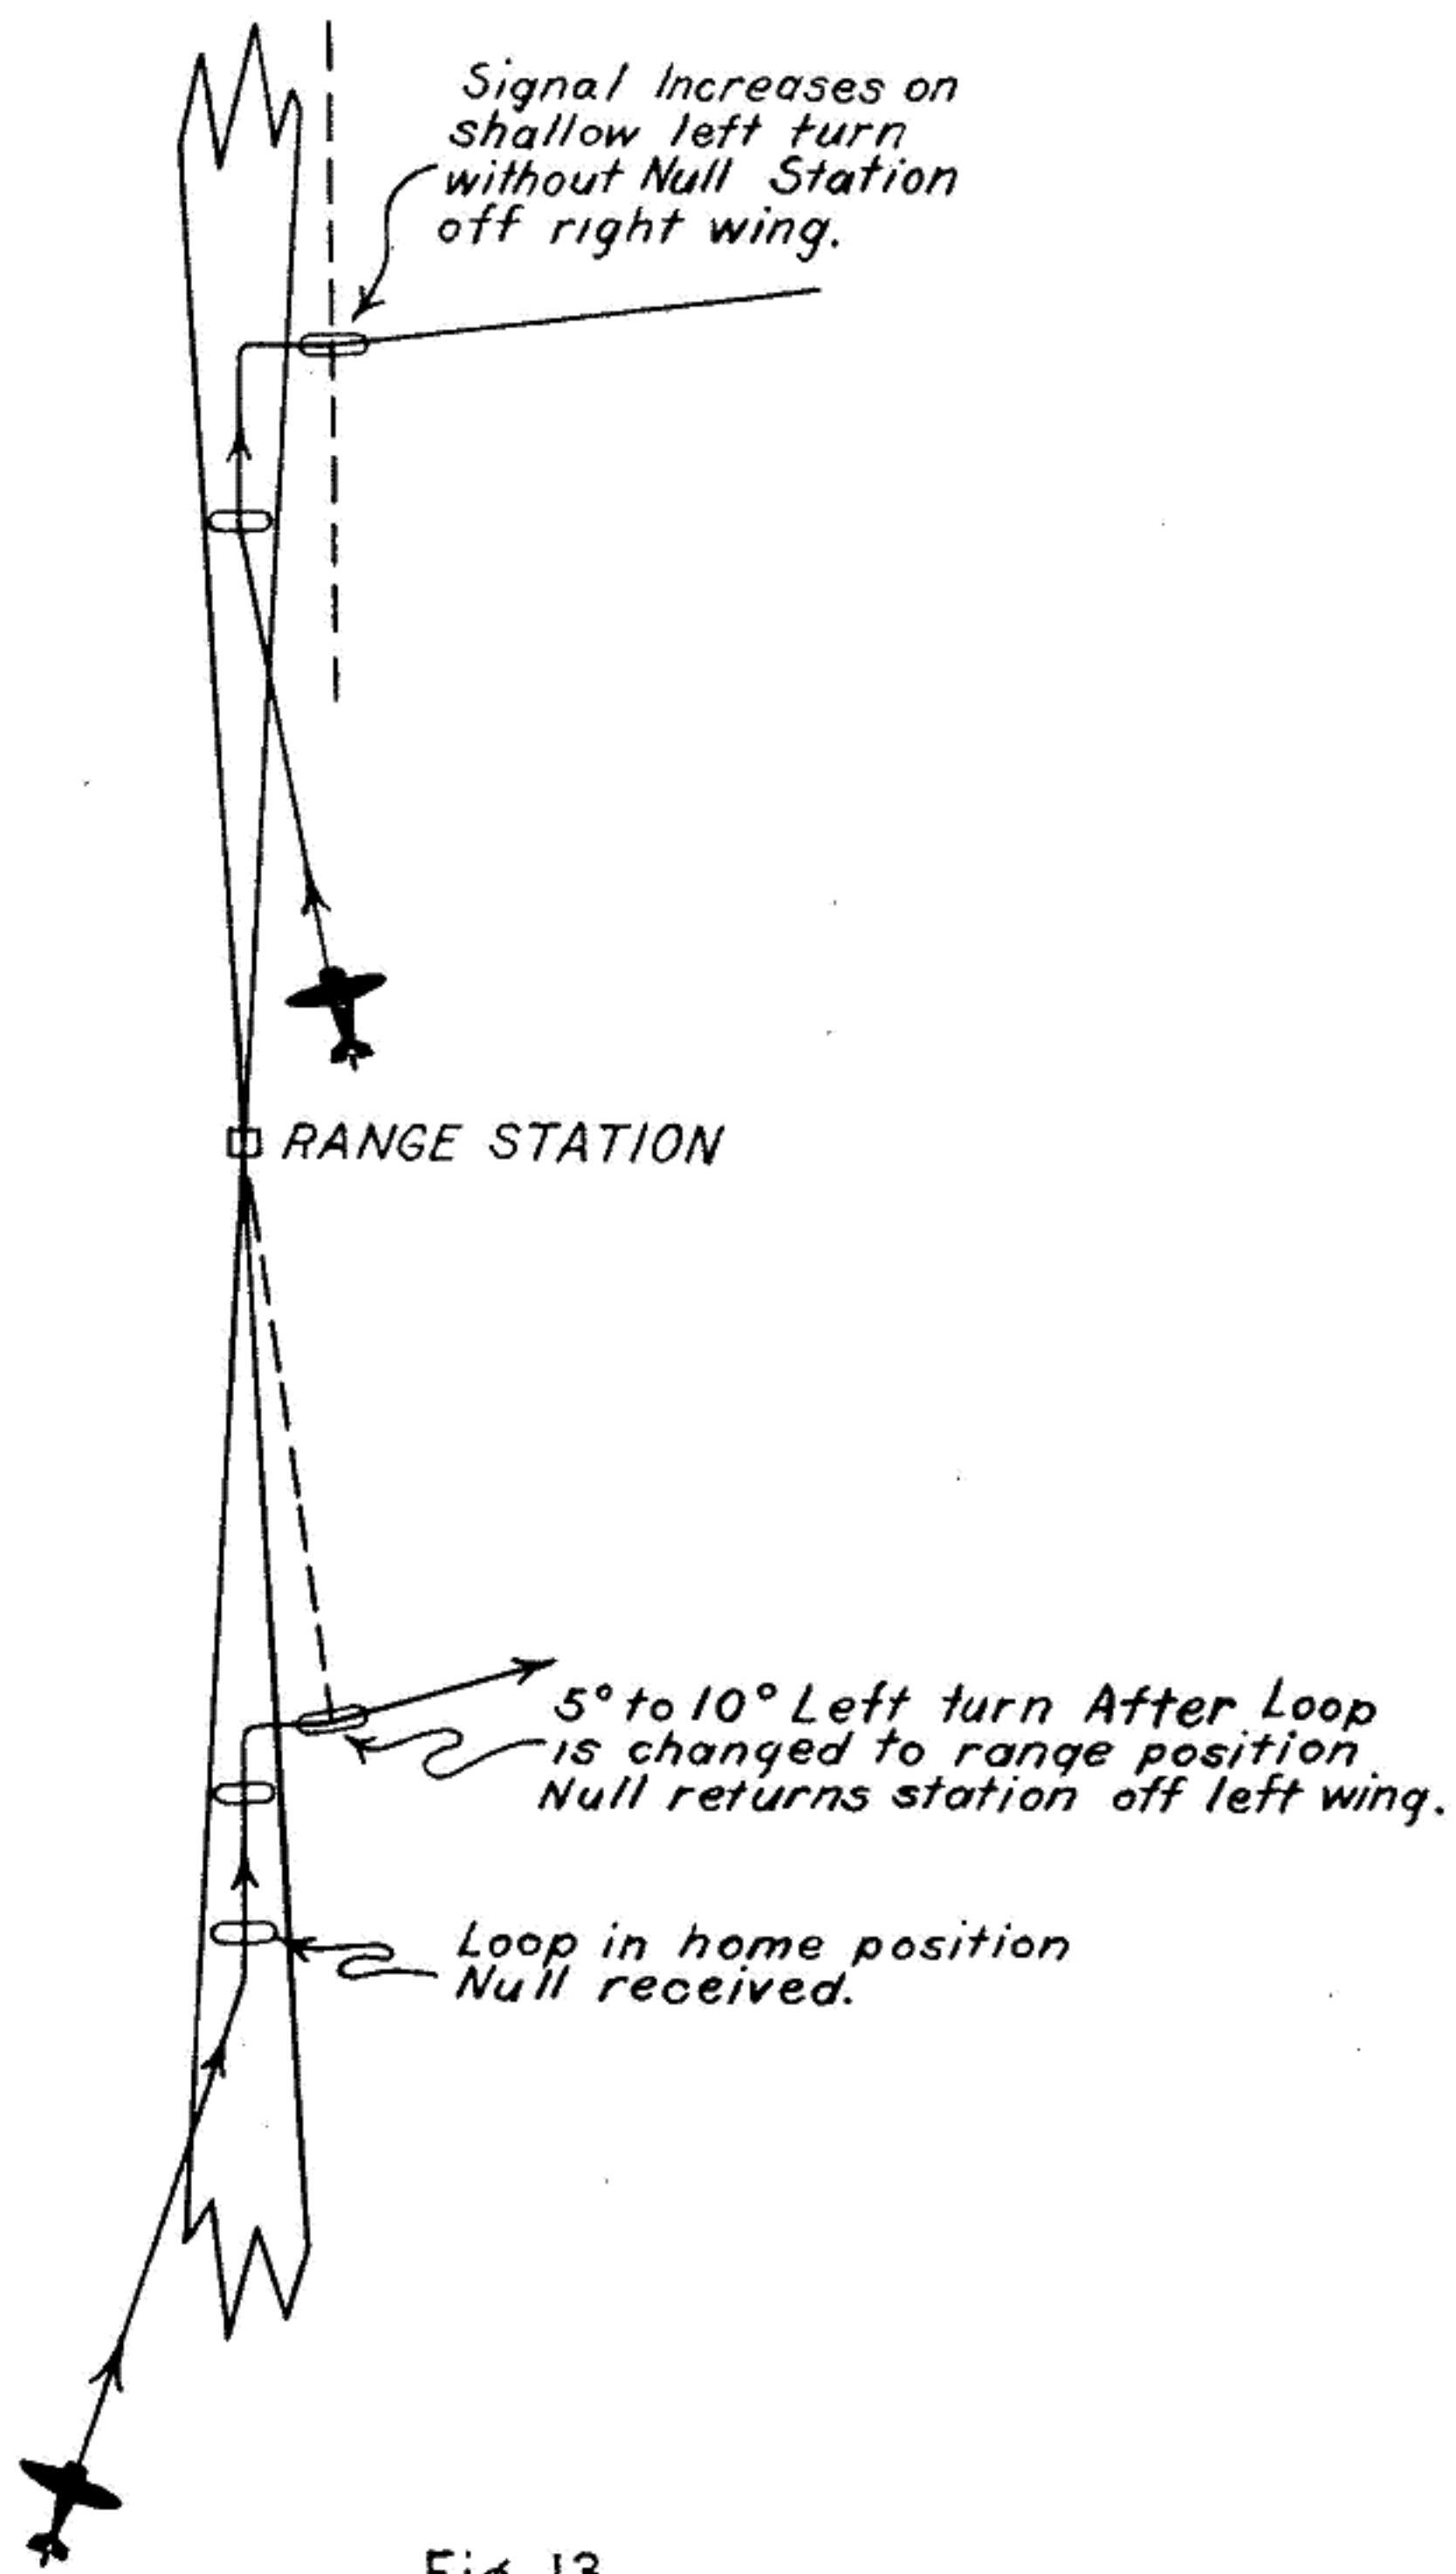 Signal Increases on
shallow left turn
without Null Station
off right wing.
RANGE STATION
5° to 10° Left turn After Loop
is changed to range position
Null returns station off left wing.
Loop in home position
Null received.
Fig. 13